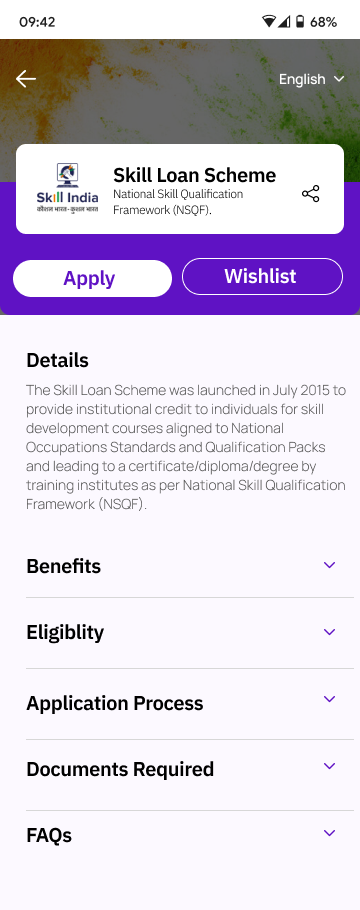 09:42
68%
English
Skill India
कौशल भारत-कुशल भारत
Skill Loan Scheme
National Skill Qualification
Framework (NSQF).
Apply
Wishlist
Details
The Skill Loan Scheme was launched in July 2015 to
provide institutional credit to individuals for skill
development courses aligned to National
Occupations Standards and Qualification Packs
and leading to a certificate/diploma/degree by
training institutes as per National Skill Qualification
Framework (NSQF).
Benefits
Eligiblity
Application Process
Documents Required
FAQs